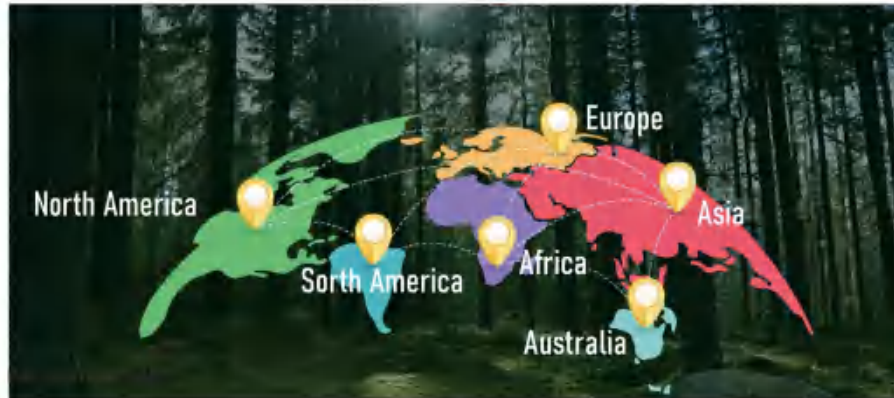 Europe
North America
Asia
Sorth America
Africa
Australia